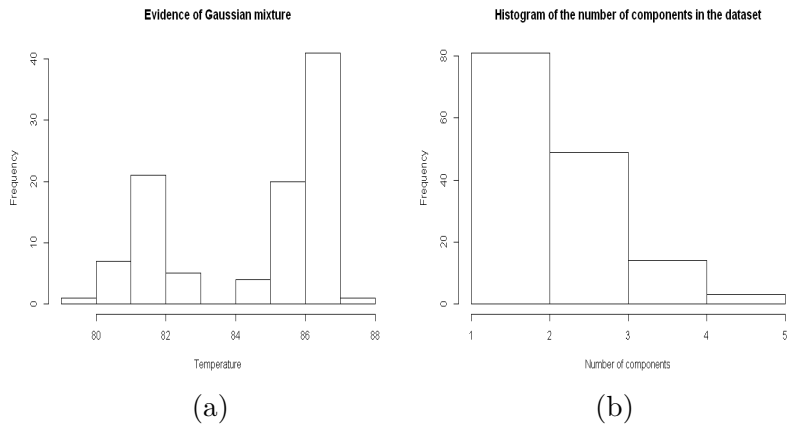 Evidence of Gaussian mixture
Frequency
0 10 20 30 40
80 82 84 86 88
Temperature
(a)
Histogram of the number of components in the dataset
Frequency
0 20 40 60 80
1 2 3 4 5
Number of components
(b)